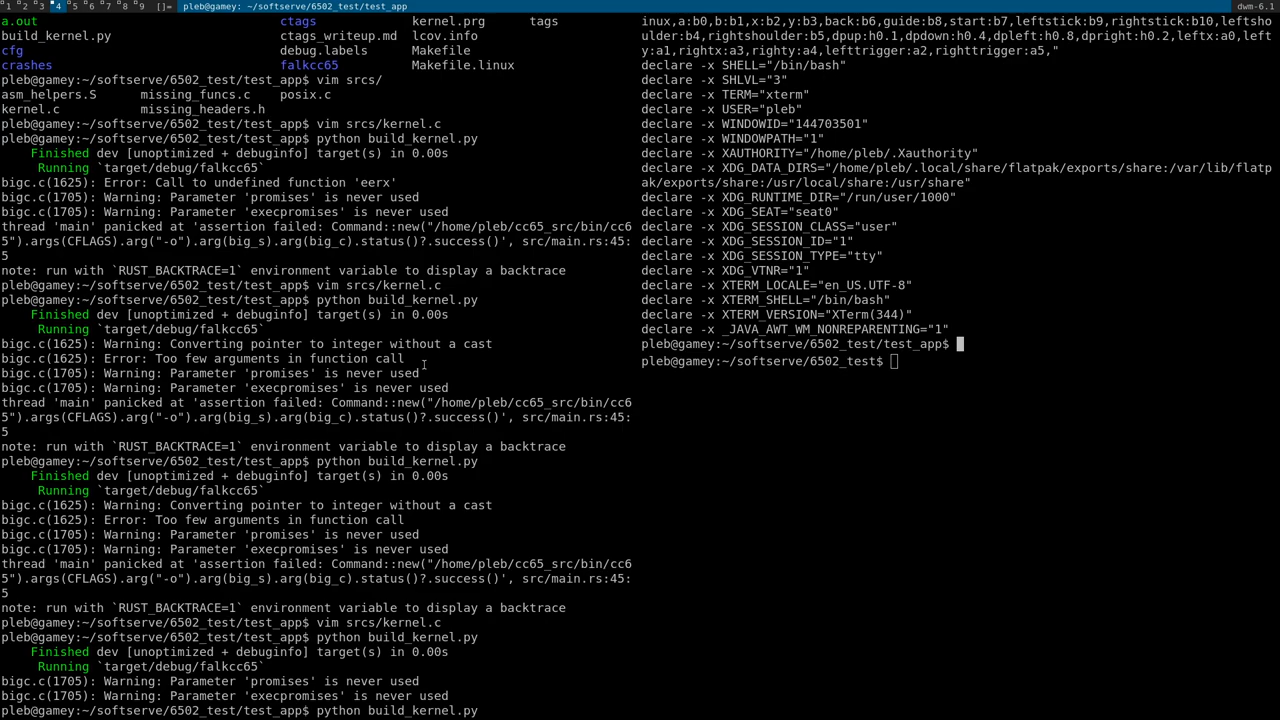 1 2 3 4 5 6 7 8 9 []= pleb@gamey: ~/softserve/6502_test/test_app dwm-6.1
a.out ctags kernel.prg tags
build_kernel.py ctags_writeup.md lcov.info
cfg debug.labels Makefile
crashes falkcc65 Makefile.linux
pleb@gamey:~/softserve/6502_test/test_app$ vim srcs/
asm_helpers.S missing_funcs.c posix.c
kernel.c missing_headers.h
pleb@gamey:~/softserve/6502_test/test_app$ vim srcs/kernel.c
pleb@gamey:~/softserve/6502_test/test_app$ python build_kernel.py
Finished dev [unoptimized + debuginfo] target(s) in 0.00s
Running `target/debug/falkcc65`
bigc.c(1625): Error: Call to undefined function 'eerx'
bigc.c(1705): Warning: Parameter 'promises' is never used
bigc.c(1705): Warning: Parameter 'execpromises' is never used
thread 'main' panicked at 'assertion failed: Command::new("/home/pleb/cc65_src/bin/cc6
5").args(CFLAGS).arg("-o").arg(big_s).arg(big_c).status()?.success()', src/main.rs:45:
5
note: run with `RUST_BACKTRACE=1` environment variable to display a backtrace
pleb@gamey:~/softserve/6502_test/test_app$ vim srcs/kernel.c
pleb@gamey:~/softserve/6502_test/test_app$ python build_kernel.py
Finished dev [unoptimized + debuginfo] target(s) in 0.00s
Running `target/debug/falkcc65`
bigc.c(1625): Warning: Converting pointer to integer without a cast
bigc.c(1625): Error: Too few arguments in function call
bigc.c(1705): Warning: Parameter 'promises' is never used
bigc.c(1705): Warning: Parameter 'execpromises' is never used
thread 'main' panicked at 'assertion failed: Command::new("/home/pleb/cc65_src/bin/cc6
5").args(CFLAGS).arg("-o").arg(big_s).arg(big_c).status()?.success()', src/main.rs:45:
5
note: run with `RUST_BACKTRACE=1` environment variable to display a backtrace
pleb@gamey:~/softserve/6502_test/test_app$ python build_kernel.py
Finished dev [unoptimized + debuginfo] target(s) in 0.00s
Running `target/debug/falkcc65`
bigc.c(1625): Warning: Converting pointer to integer without a cast
bigc.c(1625): Error: Too few arguments in function call
bigc.c(1705): Warning: Parameter 'promises' is never used
bigc.c(1705): Warning: Parameter 'execpromises' is never used
thread 'main' panicked at 'assertion failed: Command::new("/home/pleb/cc65_src/bin/cc6
5").args(CFLAGS).arg("-o").arg(big_s).arg(big_c).status()?.success()', src/main.rs:45:
5
note: run with `RUST_BACKTRACE=1` environment variable to display a backtrace
pleb@gamey:~/softserve/6502_test/test_app$ vim srcs/kernel.c
pleb@gamey:~/softserve/6502_test/test_app$ python build_kernel.py
Finished dev [unoptimized + debuginfo] target(s) in 0.00s
Running `target/debug/falkcc65`
bigc.c(1705): Warning: Parameter 'promises' is never used
bigc.c(1705): Warning: Parameter 'execpromises' is never used
pleb@gamey:~/softserve/6502_test/test_app$ python build_kernel.py
inux,a:b0,b:b1,x:b2,y:b3,back:b6,guide:b8,start:b7,leftstick:b9,rightstick:b10,leftsho
ulder:b4,rightshoulder:b5,dpup:h0.1,dpdown:h0.4,dpleft:h0.8,dpright:h0.2,leftx:a0,left
y:a1,rightx:a3,righty:a4,lefttrigger:a2,righttrigger:a5,"
declare -x SHELL="/bin/bash"
declare -x SHLVL="3"
declare -x TERM="xterm"
declare -x USER="pleb"
declare -x WINDOWID="144703501"
declare -x WINDOWPATH="1"
declare -x XAUTHORITY="/home/pleb/.Xauthority"
declare -x XDG_DATA_DIRS="/home/pleb/.local/share/flatpak/exports/share:/var/lib/flatp
ak/exports/share:/usr/local/share:/usr/share"
declare -x XDG_RUNTIME_DIR="/run/user/1000"
declare -x XDG_SEAT="seat0"
declare -x XDG_SESSION_CLASS="user"
declare -x XDG_SESSION_ID="1"
declare -x XDG_SESSION_TYPE="tty"
declare -x XDG_VTNR="1"
declare -x XTERM_LOCALE="en_US.UTF-8"
declare -x XTERM_SHELL="/bin/bash"
declare -x XTERM_VERSION="XTerm(344)"
declare -x _JAVA_AWT_WM_NONREPARENTING="1"
pleb@gamey:~/softserve/6502_test/test_app$
pleb@gamey:~/softserve/6502_test$